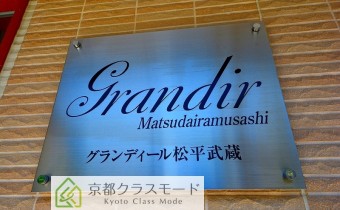 Grandir
Matsudairamusashi
グランディール松平武蔵
京都クラスモード
Kyoto Class Mode